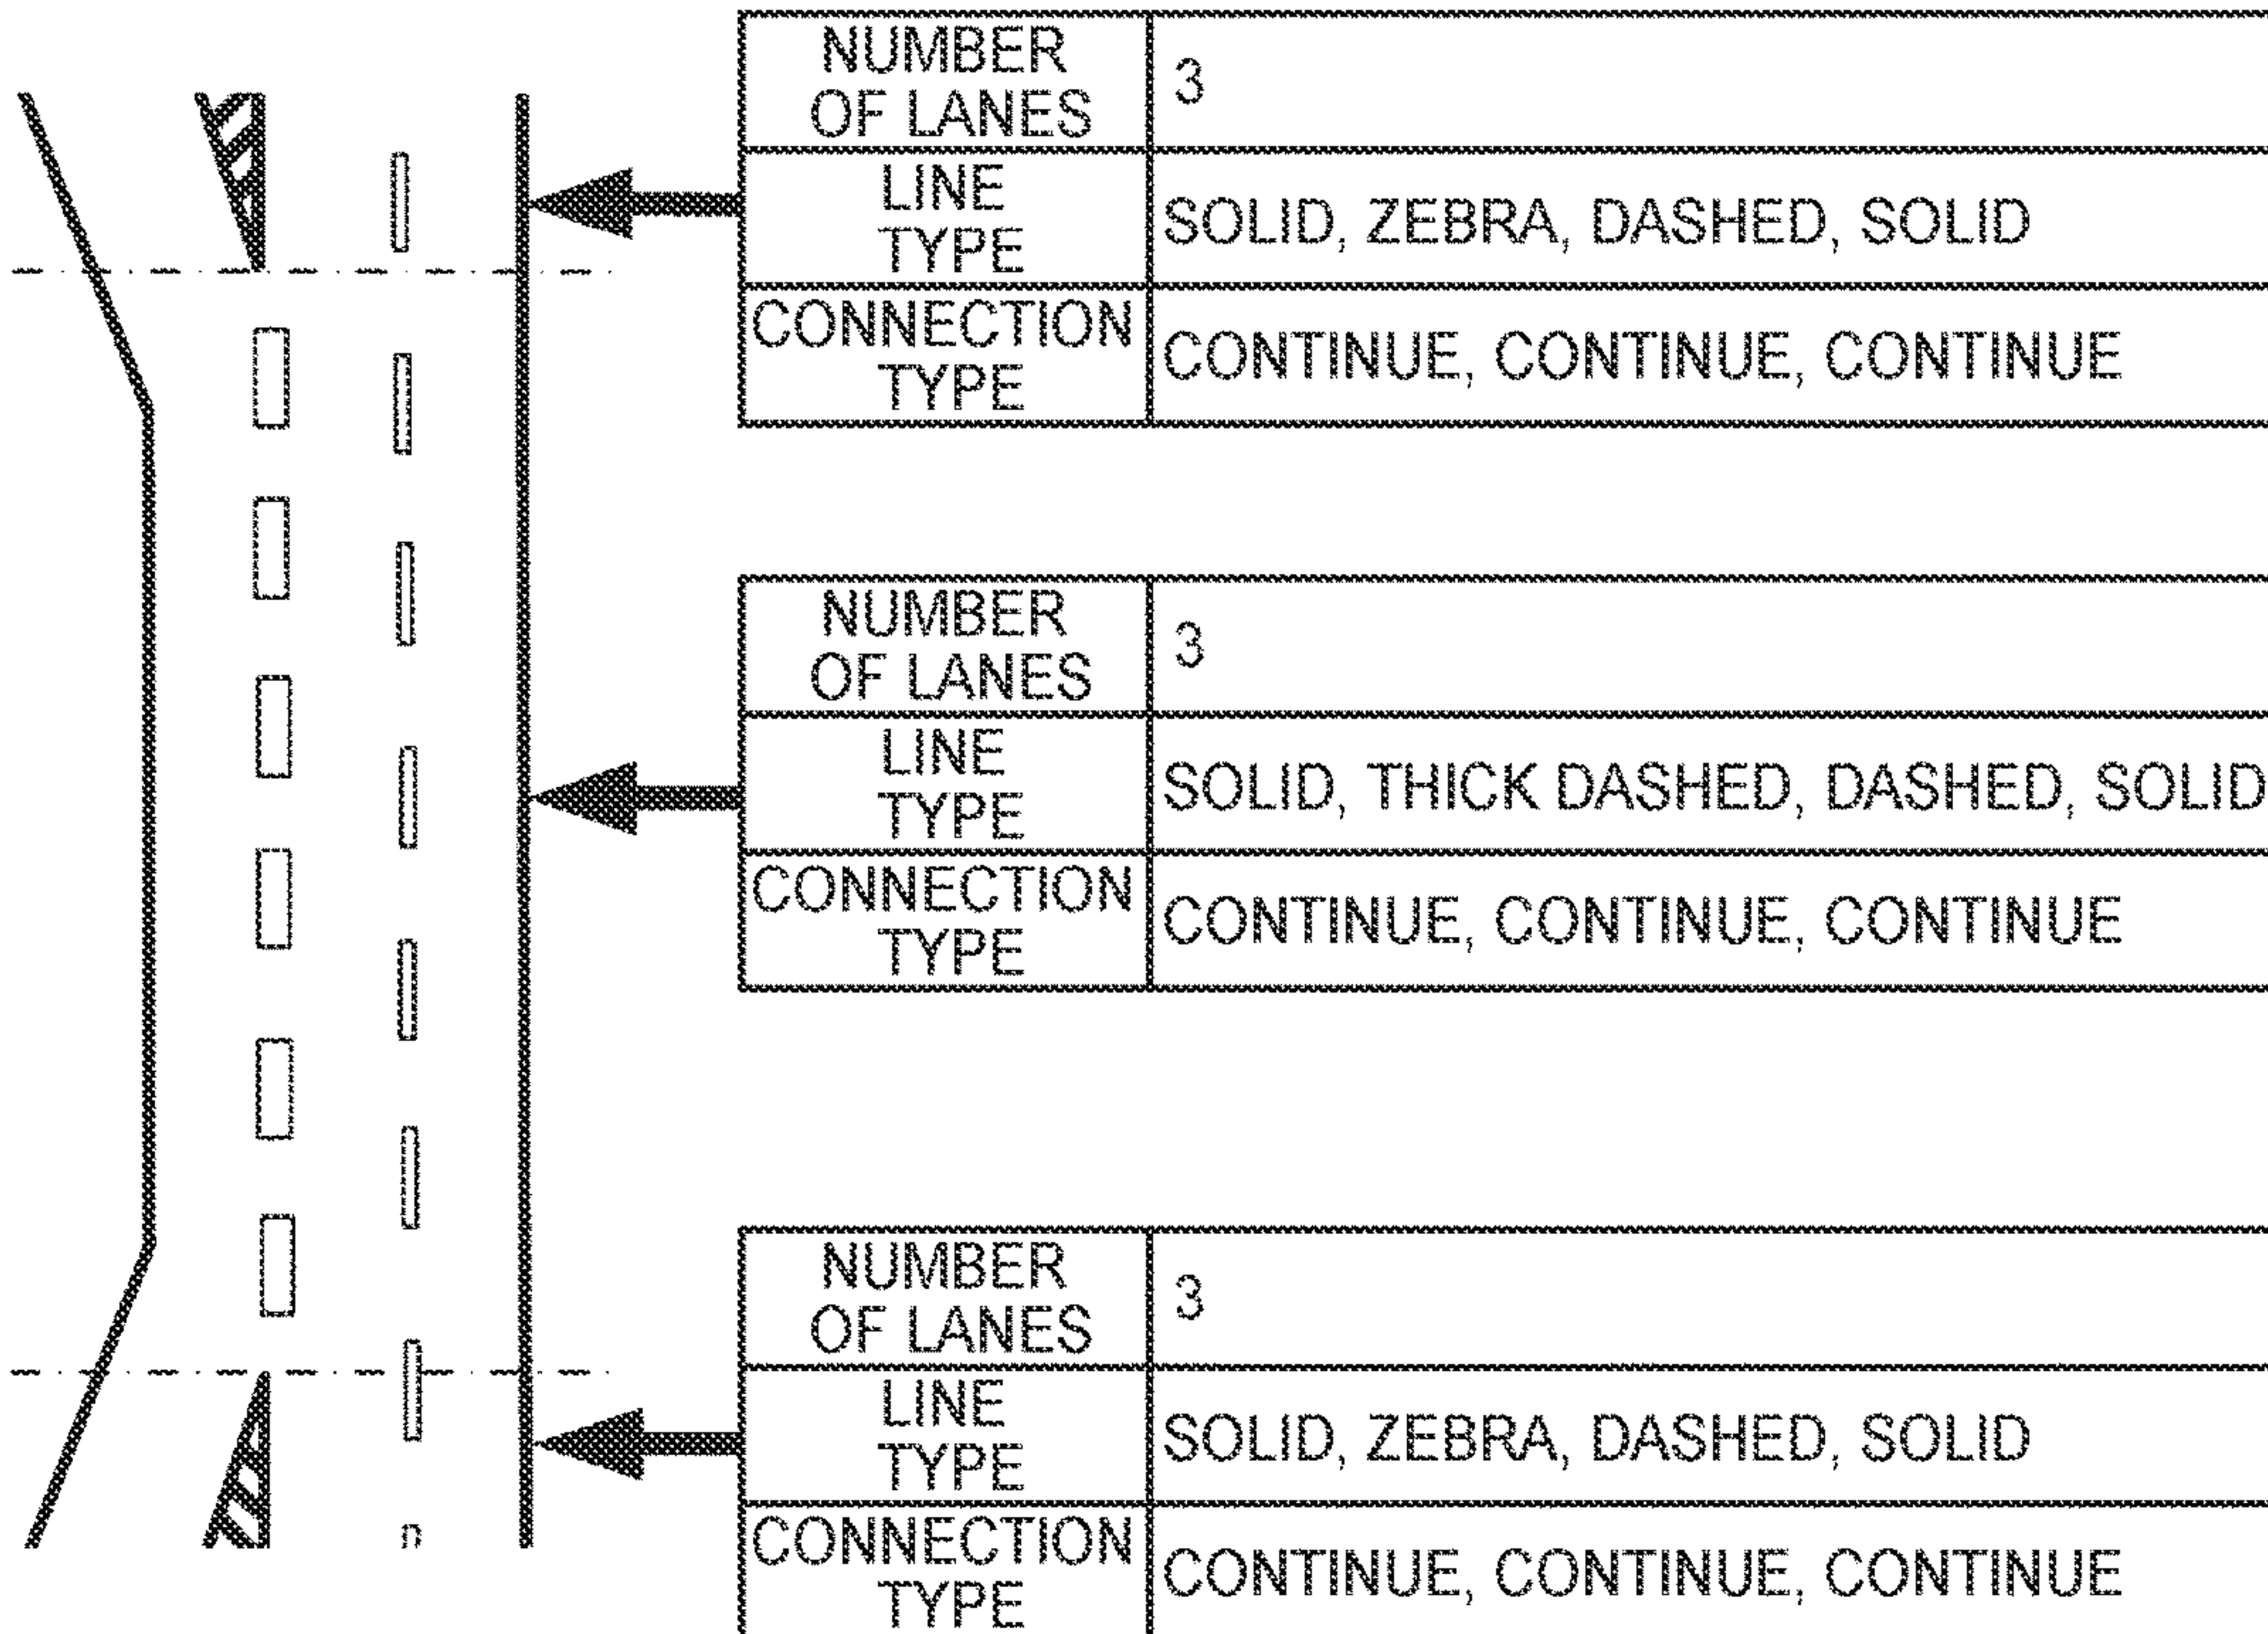 NUMBER
OF LANES
3
LINE
TYPE
SOLID, ZEBRA, DASHED, SOLID
CONNECTION
TYPE
CONTINUE, CONTINUE, CONTINUE
NUMBER
OF LANES
3
LINE
TYPE
SOLID, THICK DASHED, DASHED, SOLID
CONNECTION
TYPE
CONTINUE, CONTINUE, CONTINUE
NUMBER
OF LANES
3
LINE
TYPE
SOLID, ZEBRA, DASHED, SOLID
CONNECTION
TYPE
CONTINUE, CONTINUE, CONTINUE